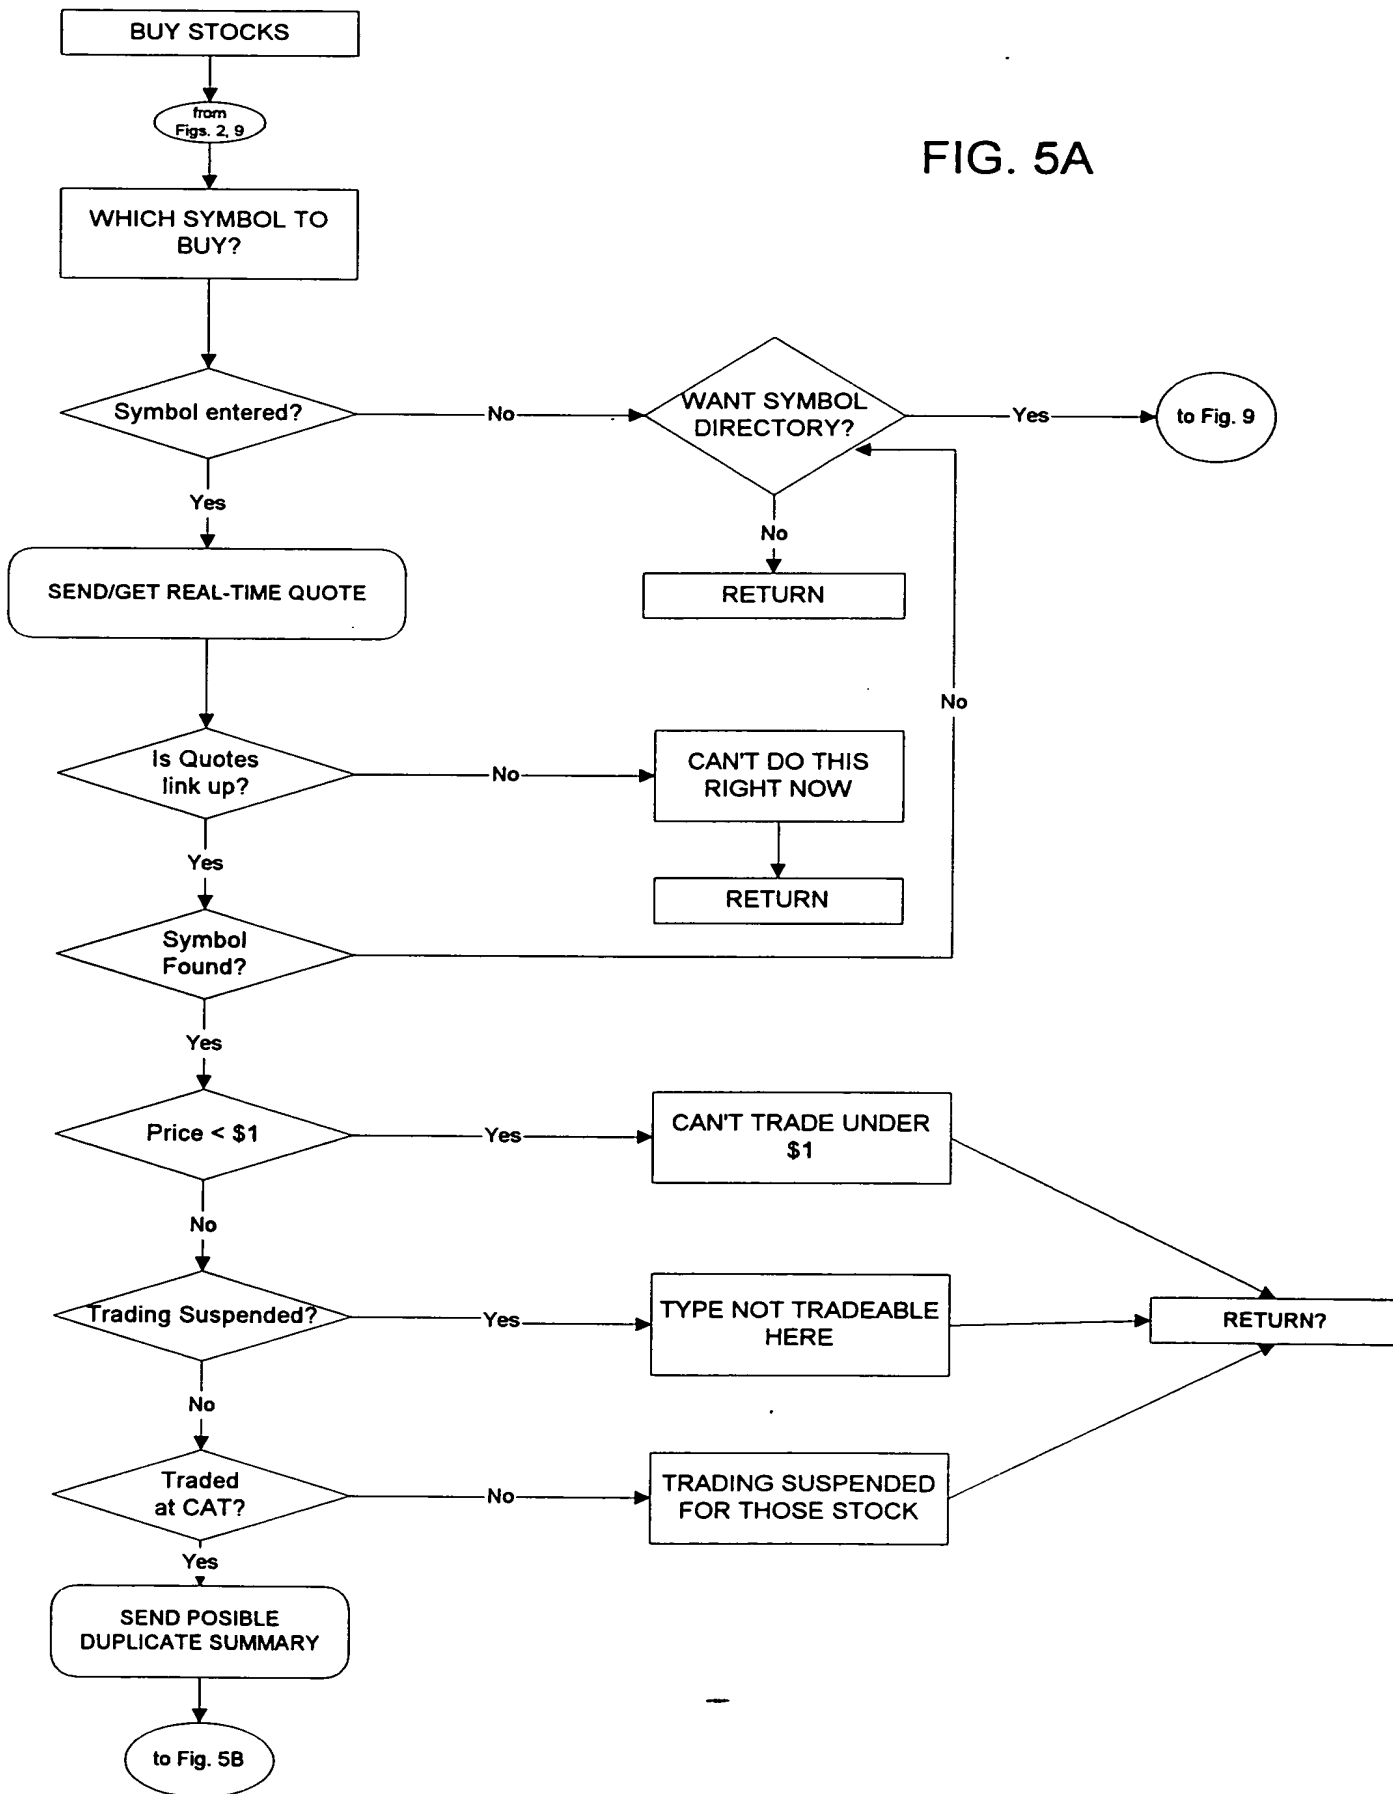 BUY STOCKS
from
Figs. 2, 9
FIG. 5A
WHICH SYMBOL TO
BUY?
Symbol entered?
No
WANT SYMBOL
DIRECTORY?
Yes
to Fig. 9
Yes
No
SEND/GET REAL-TIME QUOTE
RETURN
No
Is Quotes
link up?
No
CAN'T DO THIS
RIGHT NOW
Yes
RETURN
Symbol
Found?
Yes
Price < $1
Yes
CAN'T TRADE UNDER
$1
No
Trading Suspended?
Yes
TYPE NOT TRADEABLE
HERE
RETURN?
No
Traded
at CAT?
No
TRADING SUSPENDED
FOR THOSE STOCK
Yes
SEND POSIBLE
DUPLICATE SUMMARY
to Fig. 5B